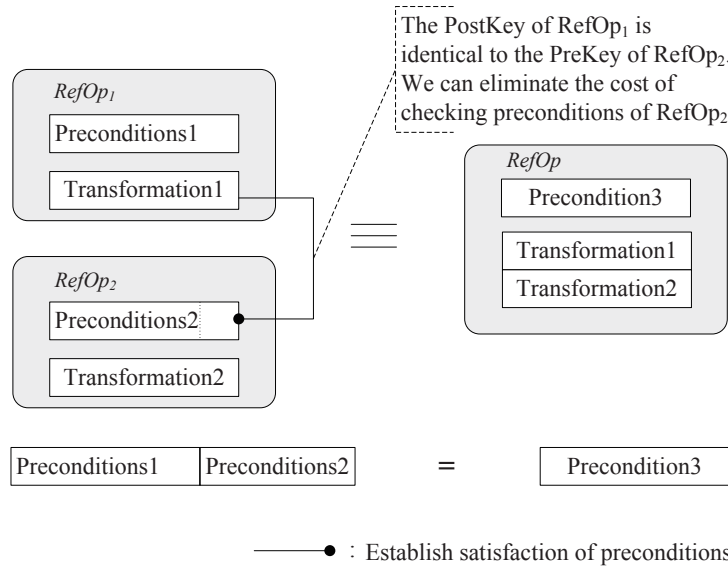 The PostKey of RefOp1 is
identical to the PreKey of RefOp2.
We can eliminate the cost of
checking preconditions of RefOp2
RefOp1
Preconditions1
Transformation1
RefOp2
Preconditions2
Transformation2
RefOp
Precondition3
Transformation1
Transformation2
Preconditions1 Preconditions2 = Precondition3
: Establish satisfaction of preconditions